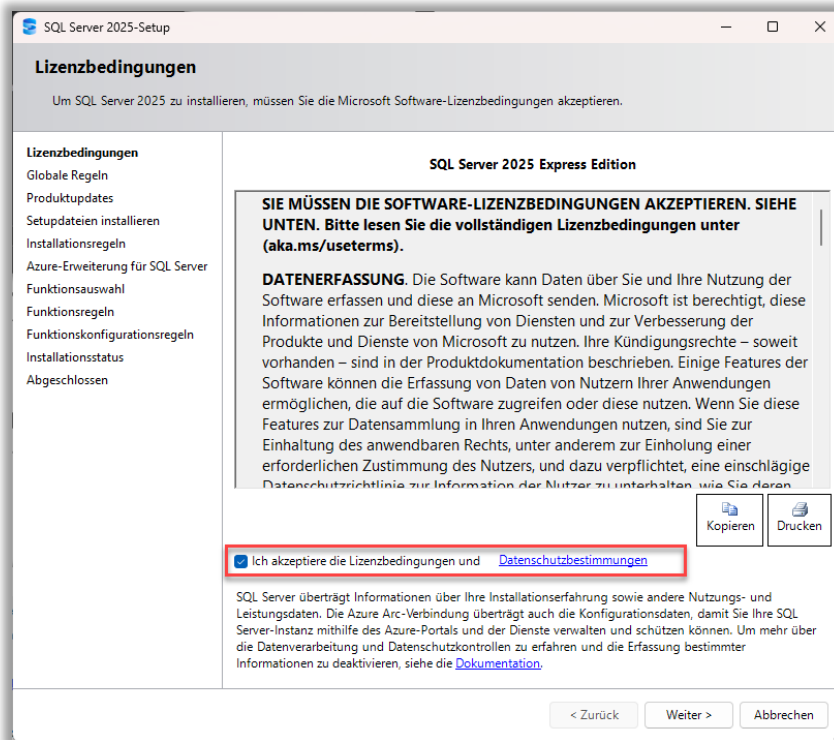 SQL Server 2025-Setup
Lizenzbedingungen
Um SQL Server 2025 zu installieren, müssen Sie die Microsoft Software-Lizenzbedingungen akzeptieren.
Lizenzbedingungen
Globale Regeln
Produktupdates
Setupdateien installieren
Installationsregeln
Azure-Erweiterung für SQL Server
Funktionsauswahl
Funktionsregeln
Funktionskonfigurationsregeln
Installationsstatus
Abgeschlossen
SQL Server 2025 Express Edition
SIE MÜSSEN DIE SOFTWARE-LIZENZBEDINGUNGEN AKZEPTIEREN. SIEHE
UNTEN. Bitte lesen Sie die vollständigen Lizenzbedingungen unter
(aka.ms/useterms).
DATENERFASSUNG. Die Software kann Daten über Sie und Ihre Nutzung der
Software erfassen und diese an Microsoft senden. Microsoft ist berechtigt, diese
Informationen zur Bereitstellung von Diensten und zur Verbesserung der
Produkte und Dienste von Microsoft zu nutzen. Ihre Kündigungsrechte – soweit
vorhanden – sind in der Produktdokumentation beschrieben. Einige Features der
Software können die Erfassung von Daten von Nutzern Ihrer Anwendungen
ermöglichen, die auf die Software zugreifen oder diese nutzen. Wenn Sie diese
Features zur Datensammlung in Ihren Anwendungen nutzen, sind Sie zur
Einhaltung des anwendbaren Rechts, unter anderem zur Einholung einer
erforderlichen Zustimmung des Nutzers, und dazu verpflichtet, eine einschlägige
Datenschutzrichtlinie zur Information der Nutzer zu unterhalten, wie Sie deren
Kopieren
Drucken
Ich akzeptiere die Lizenzbedingungen und Datenschutzbestimmungen
SQL Server überträgt Informationen über Ihre Installationserfahrung sowie andere Nutzungs- und
Leistungsdaten. Die Azure Arc-Verbindung überträgt auch die Konfigurationsdaten, damit Sie Ihre SQL
Server-Instanz mithilfe des Azure-Portals und der Dienste verwalten und schützen können. Um mehr über
die Datenverarbeitung und Datenschutzkontrollen zu erfahren und die Erfassung bestimmter
Informationen zu deaktivieren, siehe die Dokumentation.
< Zurück
Weiter >
Abbrechen